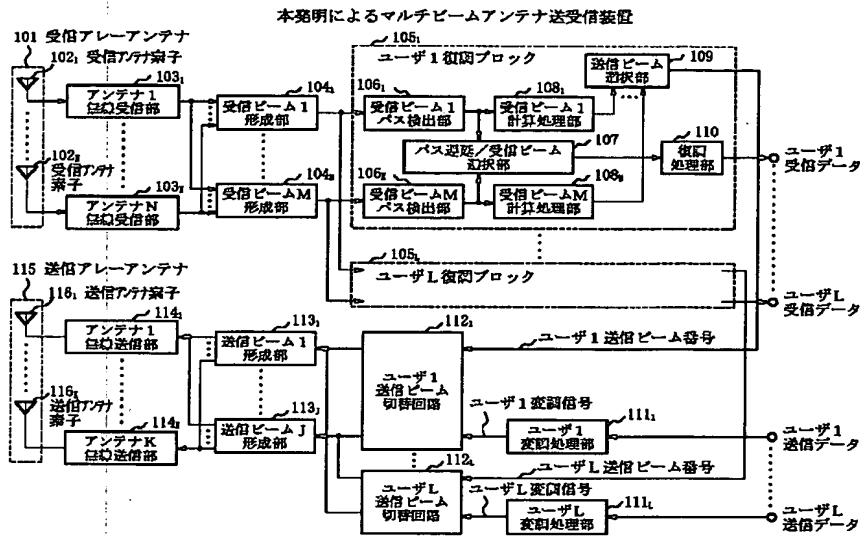 本発明によるマルチビームアンテナ送受信装置
101 受信アレーアンテナ
102₁ 受信アンテナ素子
103₁
アンテナ1
無線受信部
102N
受信アンテナ
素子
103N
アンテナN
無線受信部
104₁
受信ビーム1
形成部
104M
受信ビームM
形成部
105₁
ユーザ1復調ブロック
106₁
受信ビーム1
パス検出部
108₁
受信ビーム1
計算処理部
109
送信ビーム
選択部
107
パス遅延/受信ビーム
選択部
110
復調
処理部
106M
受信ビームM
パス検出部
108M
受信ビームM
計算処理部
ユーザ1
受信データ
105L
ユーザL復調ブロック
ユーザL
受信データ
115 送信アレーアンテナ
116₁ 送信アンテナ素子
114₁
アンテナ1
無線送信部
116K
送信アンテナ
素子
114K
アンテナK
無線送信部
113₁
送信ビーム1
形成部
113J
送信ビームJ
形成部
112₁
ユーザ1
送信ビーム
切替回路
ユーザ1送信ビーム番号
ユーザ1変調信号
111₁
ユーザ1
変調処理部
ユーザ1
送信データ
112L
ユーザL
送信ビーム
切替回路
ユーザL送信ビーム番号
ユーザL変調信号
111L
ユーザL
変調処理部
ユーザL
送信データ